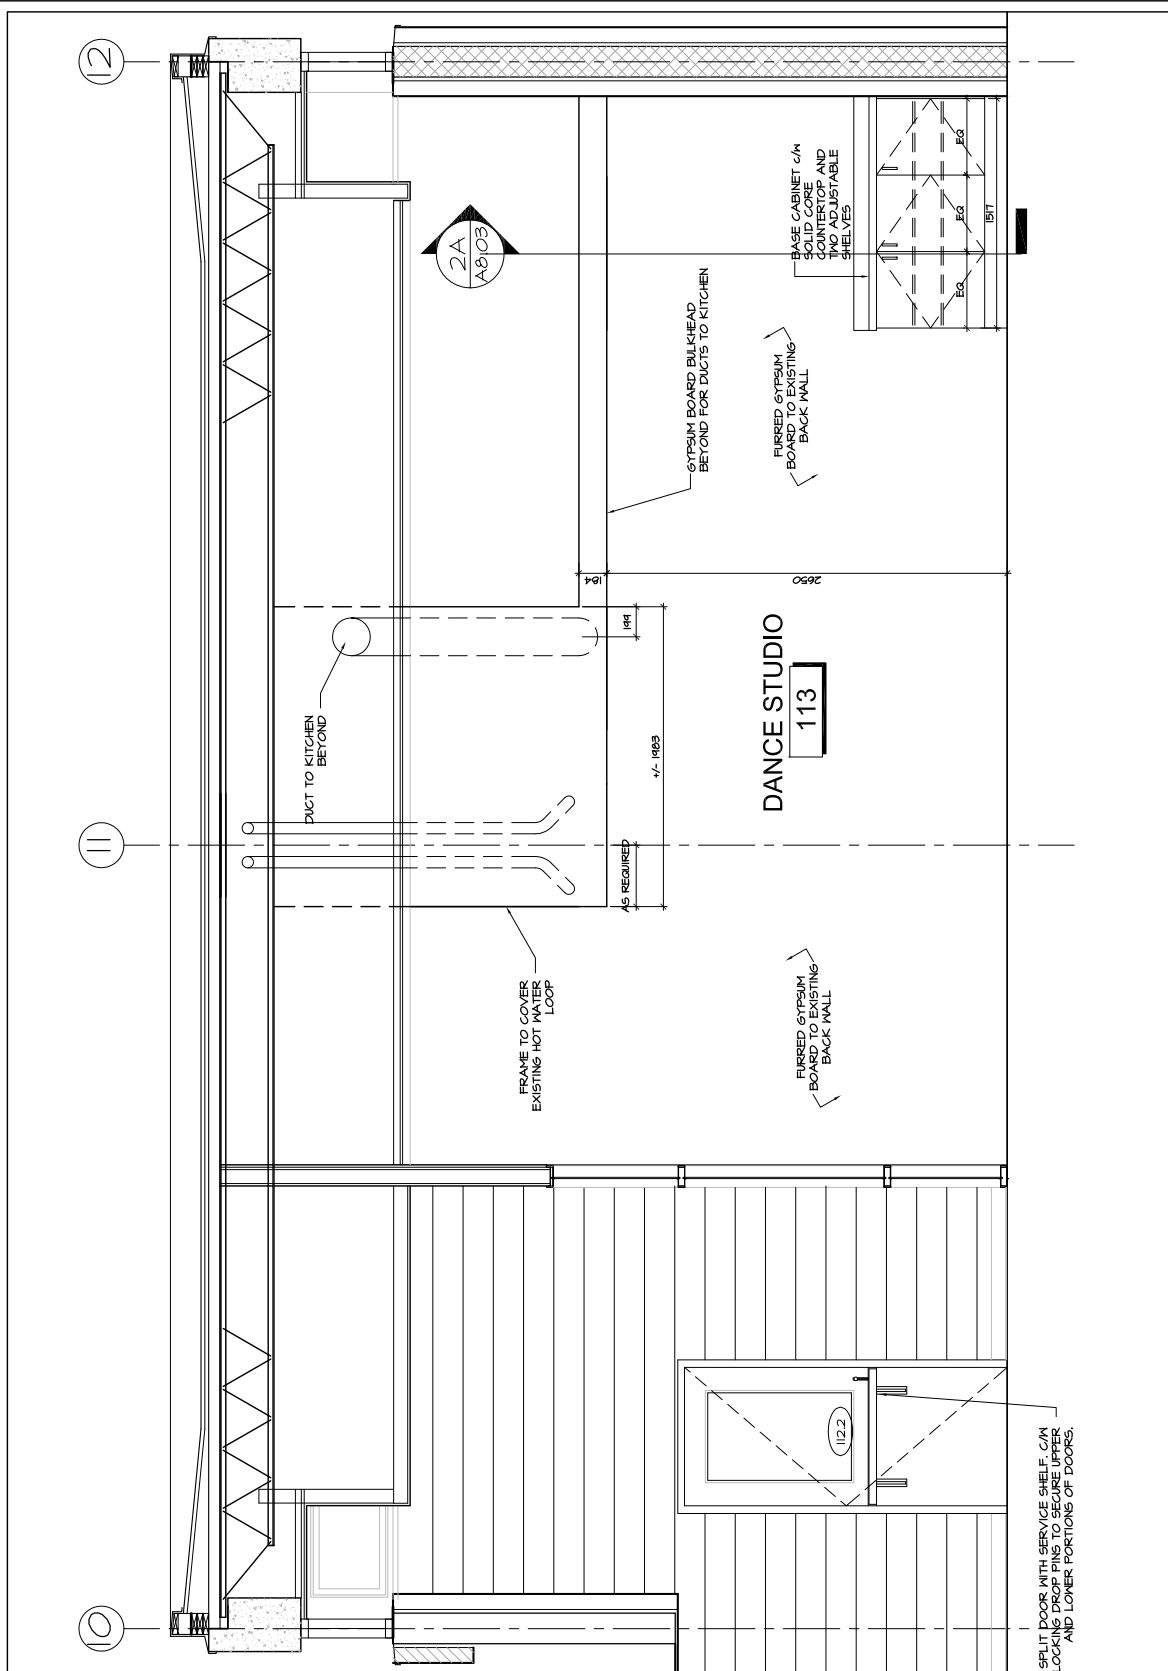 12
11
10
2A
A8.03
BASE CABINET C/W
SOLID CORE
COUNTERTOP AND
TWO ADJUSTABLE
SHELVES
EQ
EQ
EQ
1517
GYPSUM BOARD BULKHEAD
BEYOND FOR DUCTS TO KITCHEN
FURRED GYPSUM
BOARD TO EXISTING
BACK WALL
184
2650
199
+/- 1983
AS REQUIRED
DUCT TO KITCHEN
BEYOND
DANCE STUDIO
113
FRAME TO COVER
EXISTING HOT WATER
LOOP
FURRED GYPSUM
BOARD TO EXISTING
BACK WALL
112.2
SPLIT DOOR WITH SERVICE SHELF. C/W
LOCKING DROP PINS TO SECURE UPPER
AND LOWER PORTIONS OF DOORS.